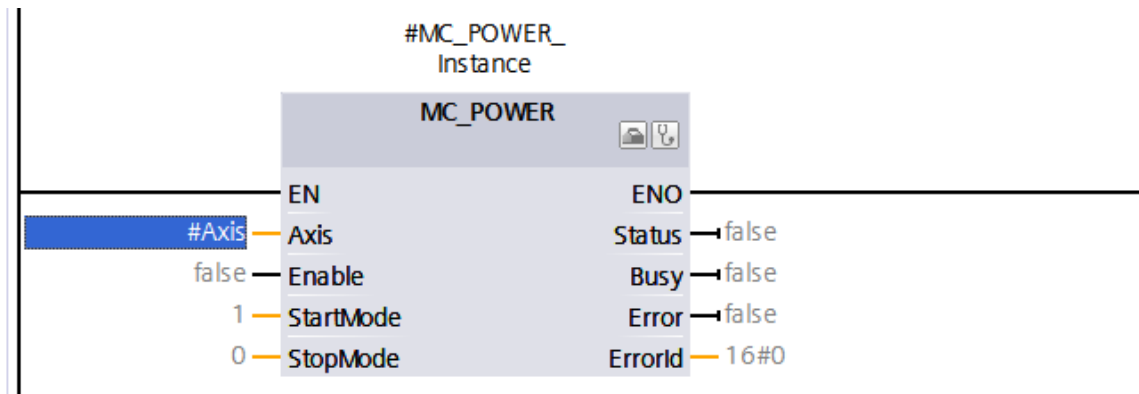 #MC_POWER_
Instance
MC_POWER
EN ENO
#Axis Axis Status false
false Enable Busy false
1 StartMode Error false
0 StopMode ErrorId 16#0